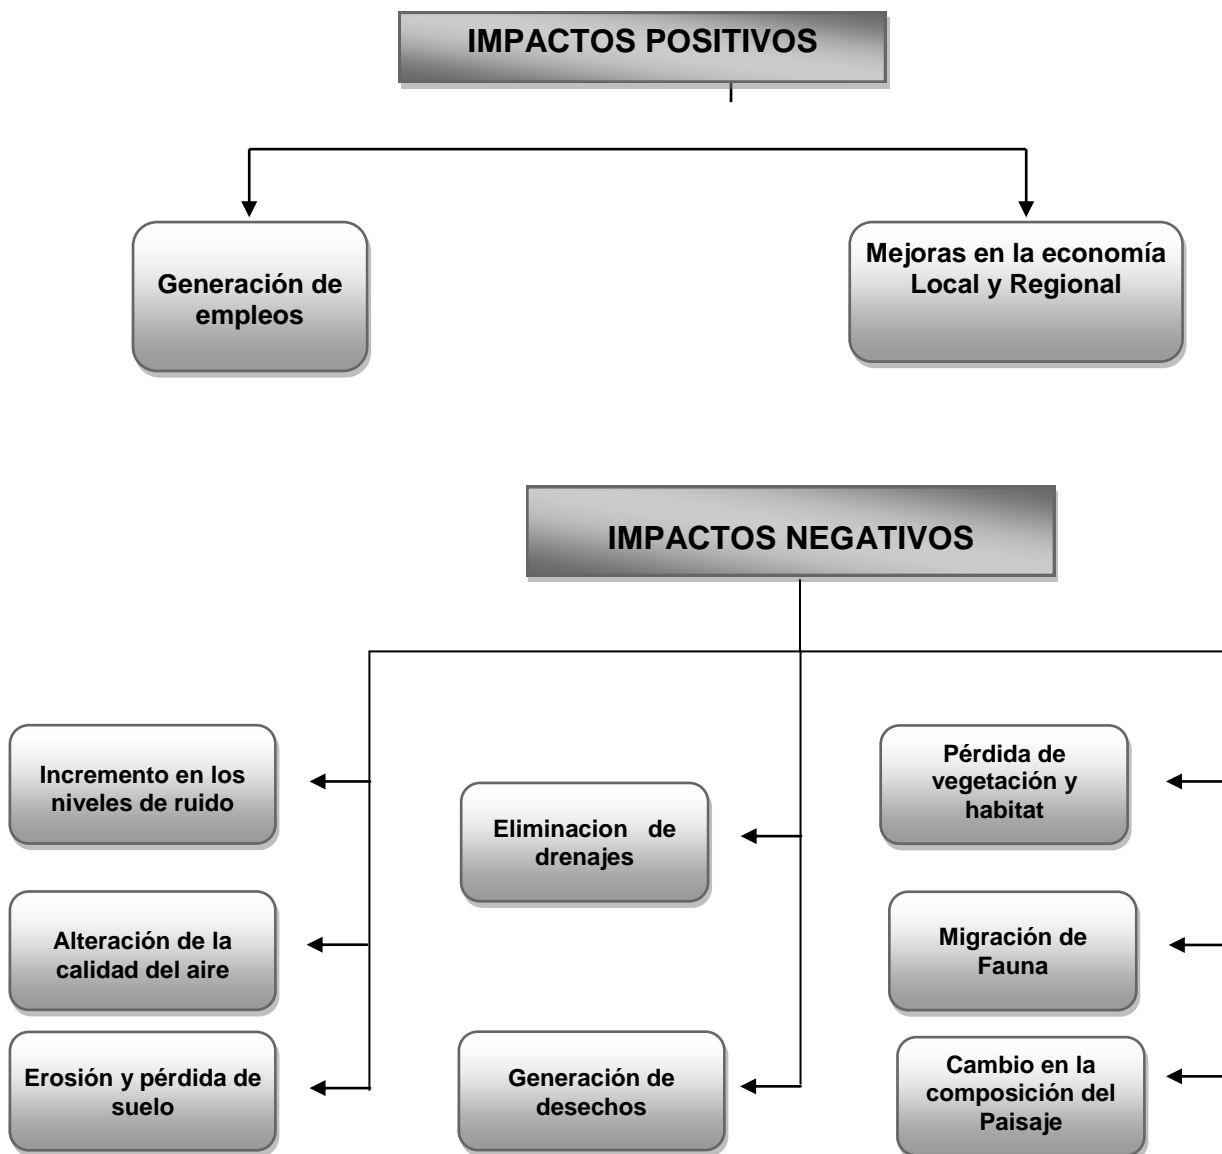 IMPACTOS POSITIVOS
Generación de
empleos
Mejoras en la economía
Local y Regional
IMPACTOS NEGATIVOS
Incremento en los
niveles de ruido
Eliminacion de
drenajes
Pérdida de
vegetación y
habitat
Alteración de la
calidad del aire
Migración de
Fauna
Erosión y pérdida de
suelo
Generación de
desechos
Cambio en la
composición del
Paisaje